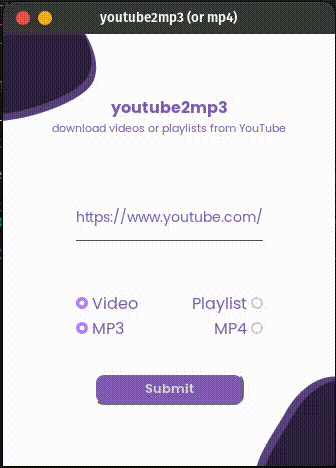 youtube2mp3 (or mp4)
youtube2mp3
download videos or playlists from YouTube
https://www.youtube.com/
Video Playlist
MP3 MP4
Submit